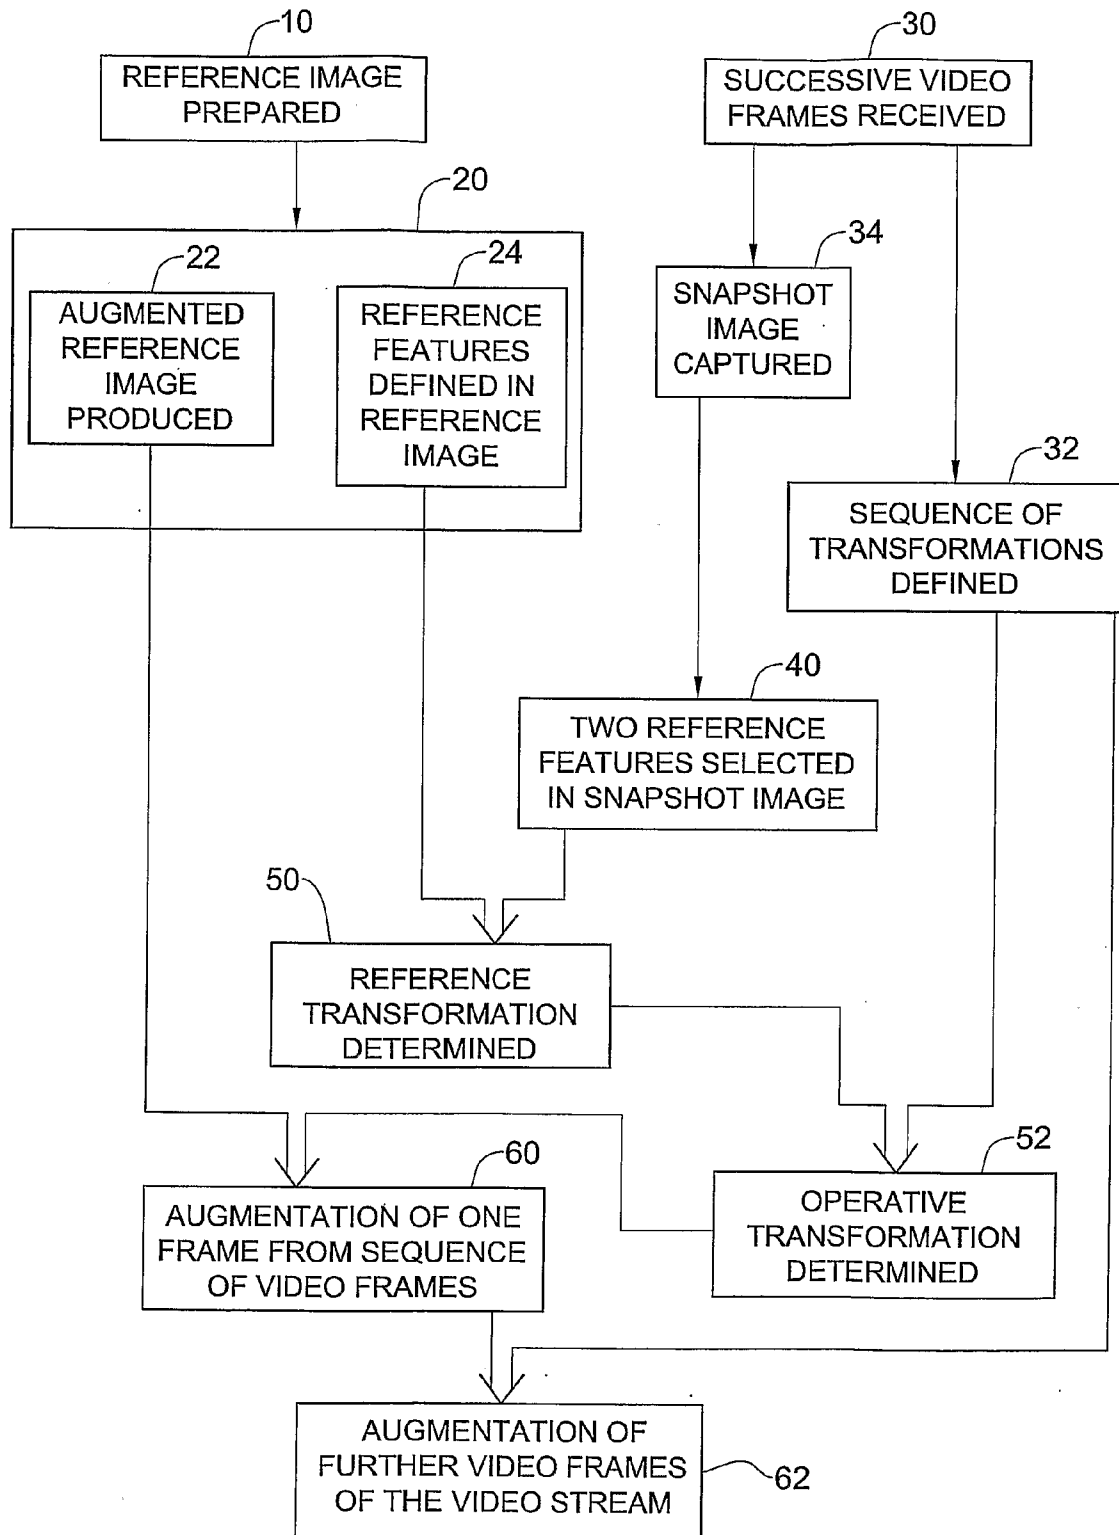 10
REFERENCE IMAGE
PREPARED
30
SUCCESSIVE VIDEO
FRAMES RECEIVED
20
22
AUGMENTED
REFERENCE
IMAGE
PRODUCED
24
REFERENCE
FEATURES
DEFINED IN
REFERENCE
IMAGE
34
SNAPSHOT
IMAGE
CAPTURED
32
SEQUENCE OF
TRANSFORMATIONS
DEFINED
40
TWO REFERENCE
FEATURES SELECTED
IN SNAPSHOT IMAGE
50
REFERENCE
TRANSFORMATION
DETERMINED
52
OPERATIVE
TRANSFORMATION
DETERMINED
60
AUGMENTATION OF ONE
FRAME FROM SEQUENCE
OF VIDEO FRAMES
AUGMENTATION OF
FURTHER VIDEO FRAMES
OF THE VIDEO STREAM
62